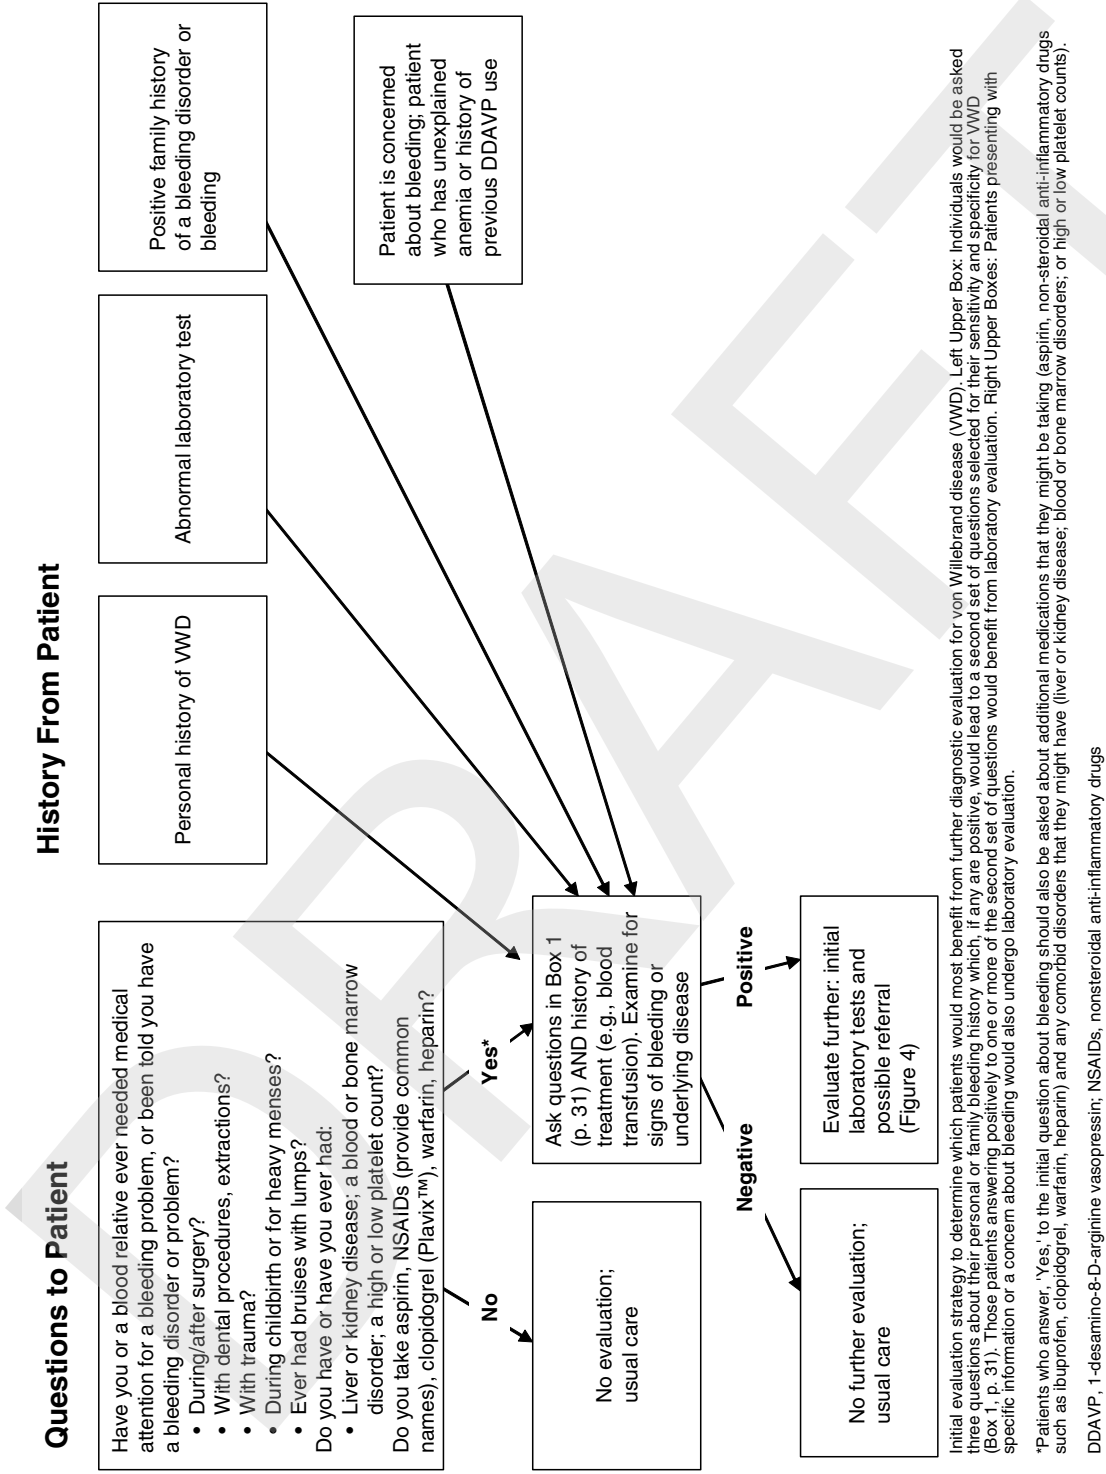 Questions to Patient
History From Patient
Have you or a blood relative ever needed medical
attention for a bleeding problem, or been told you have
a bleeding disorder or problem?
• During/after surgery?
• With dental procedures, extractions?
• With trauma?
• During childbirth or for heavy menses?
• Ever had bruises with lumps?
Do you have or have you ever had:
• Liver or kidney disease; a blood or bone marrow
disorder; a high or low platelet count?
Do you take aspirin, NSAIDs (provide common
names), clopidogrel (Plavix™), warfarin, heparin?
Personal history of VWD
Abnormal laboratory test
Positive family history
of a bleeding disorder or
bleeding
Patient is concerned
about bleeding; patient
who has unexplained
anemia or history of
previous DDAVP use
No
Yes*
No evaluation;
usual care
Ask questions in Box 1
(p. 31) AND history of
treatment (e.g., blood
transfusion). Examine for
signs of bleeding or
underlying disease
Negative
Positive
No further evaluation;
usual care
Evaluate further: initial
laboratory tests and
possible referral
(Figure 4)
Initial evaluation strategy to determine which patients would most benefit from further diagnostic evaluation for von Willebrand disease (VWD). Left Upper Box: Individuals would be asked
three questions about their personal or family bleeding history which, if any are positive, would lead to a second set of questions selected for their sensitivity and specificity for VWD
(Box 1, p. 31). Those patients answering positively to one or more of the second set of questions would benefit from laboratory evaluation. Right Upper Boxes: Patients presenting with
specific information or a concern about bleeding would also undergo laboratory evaluation.
*Patients who answer, 'Yes,' to the initial question about bleeding should also be asked about additional medications that they might be taking (aspirin, non-steroidal anti-inflammatory drugs
such as ibuprofen, clopidogrel, warfarin, heparin) and any comorbid disorders that they might have (liver or kidney disease; blood or bone marrow disorders; or high or low platelet counts).
DDAVP, 1-desamino-8-D-arginine vasopressin; NSAIDs, nonsteroidal anti-inflammatory drugs
DRAFT